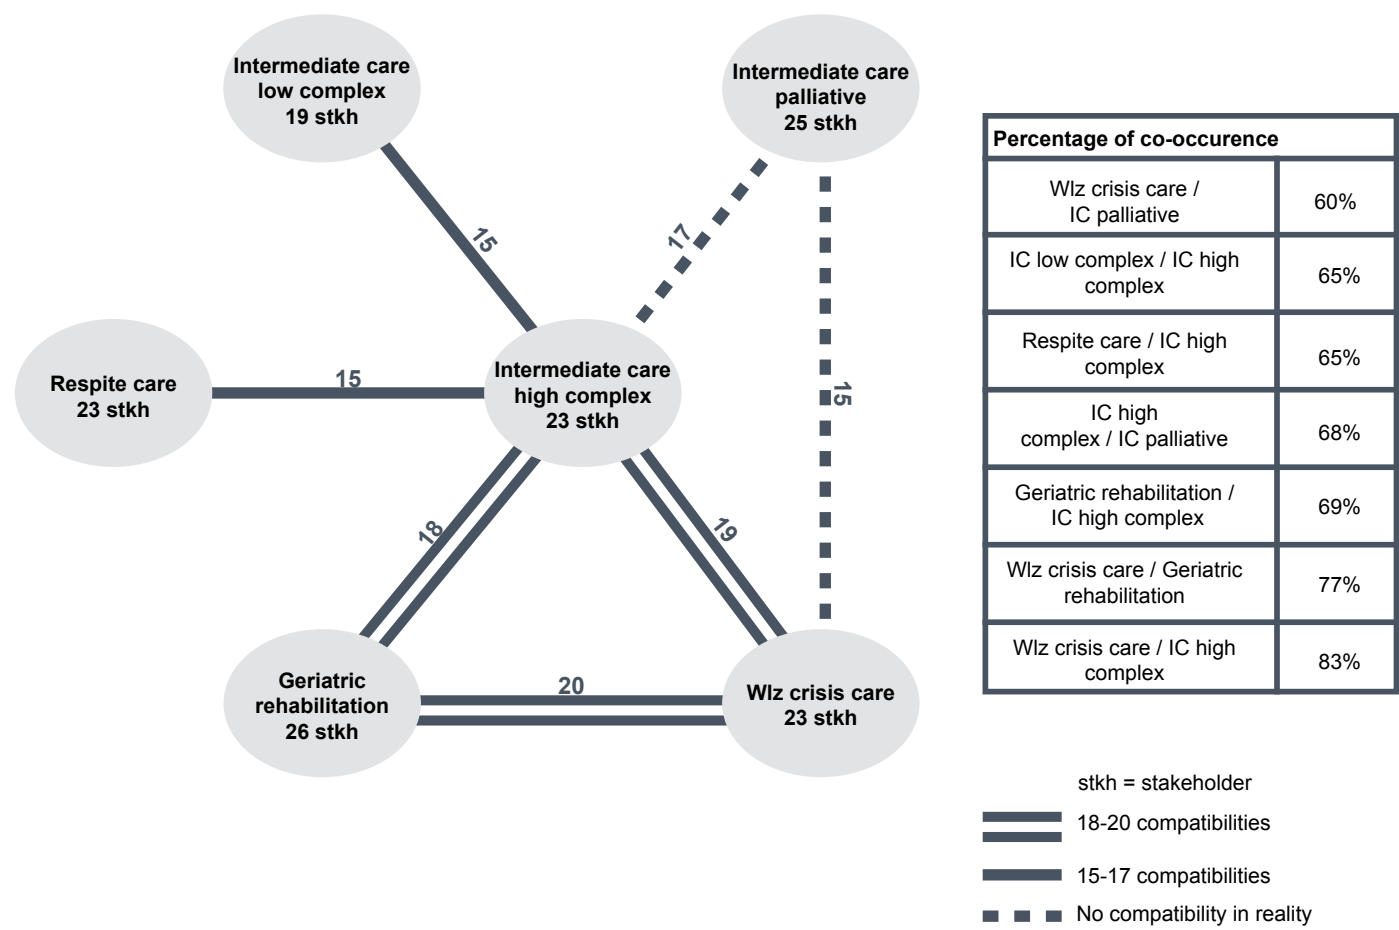 Intermediate care
low complex
19 stkh
Intermediate care
palliative
25 stkh
15
17
Respite care
23 stkh
15
Intermediate care
high complex
23 stkh
15
18
19
Geriatric
rehabilitation
26 stkh
20
Wlz crisis care
23 stkh
Percentage of co-occurence
Wlz crisis care /
IC palliative
60%
IC low complex / IC high
complex
65%
Respite care / IC high
complex
65%
IC high
complex / IC palliative
68%
Geriatric rehabilitation /
IC high complex
69%
Wlz crisis care / Geriatric
rehabilitation
77%
Wlz crisis care / IC high
complex
83%
stkh = stakeholder
18-20 compatibilities
15-17 compatibilities
No compatibility in reality